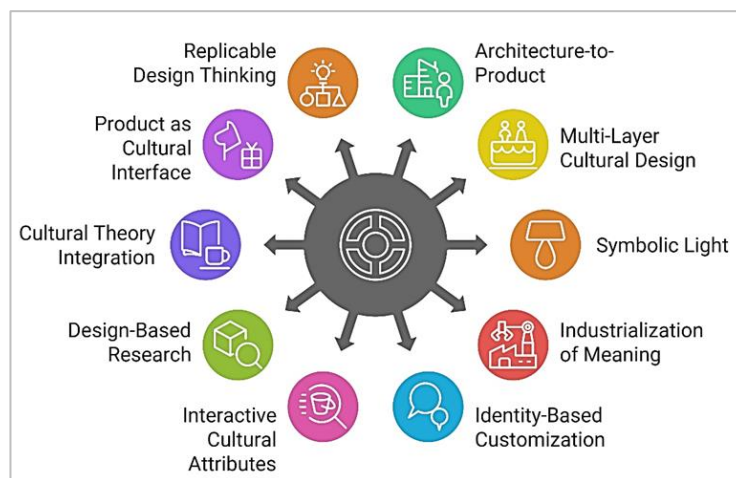 Replicable
Design Thinking
Architecture-to-
Product
Product as
Cultural
Interface
Multi-Layer
Cultural Design
Cultural Theory
Integration
Symbolic Light
Design-Based
Research
Industrialization
of Meaning
Interactive
Cultural
Attributes
Identity-Based
Customization